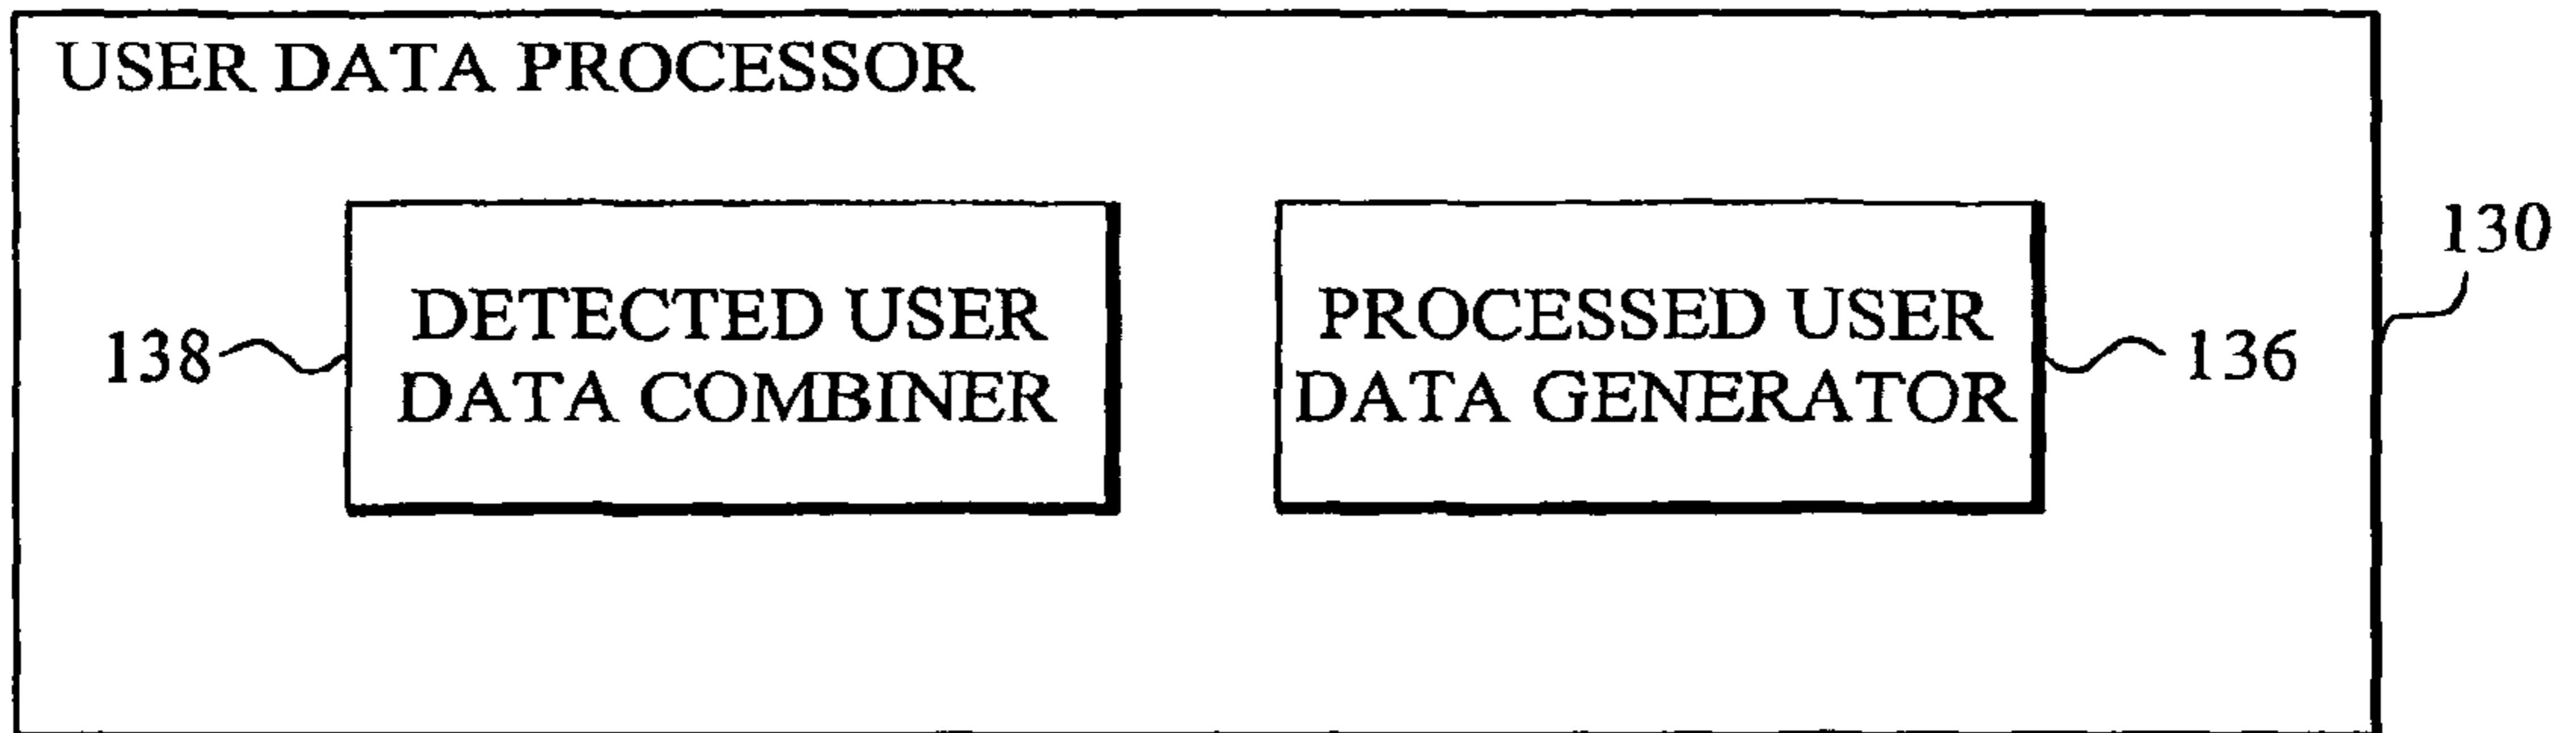 USER DATA PROCESSOR
130
138
DETECTED USER
DATA COMBINER
PROCESSED USER
DATA GENERATOR
136